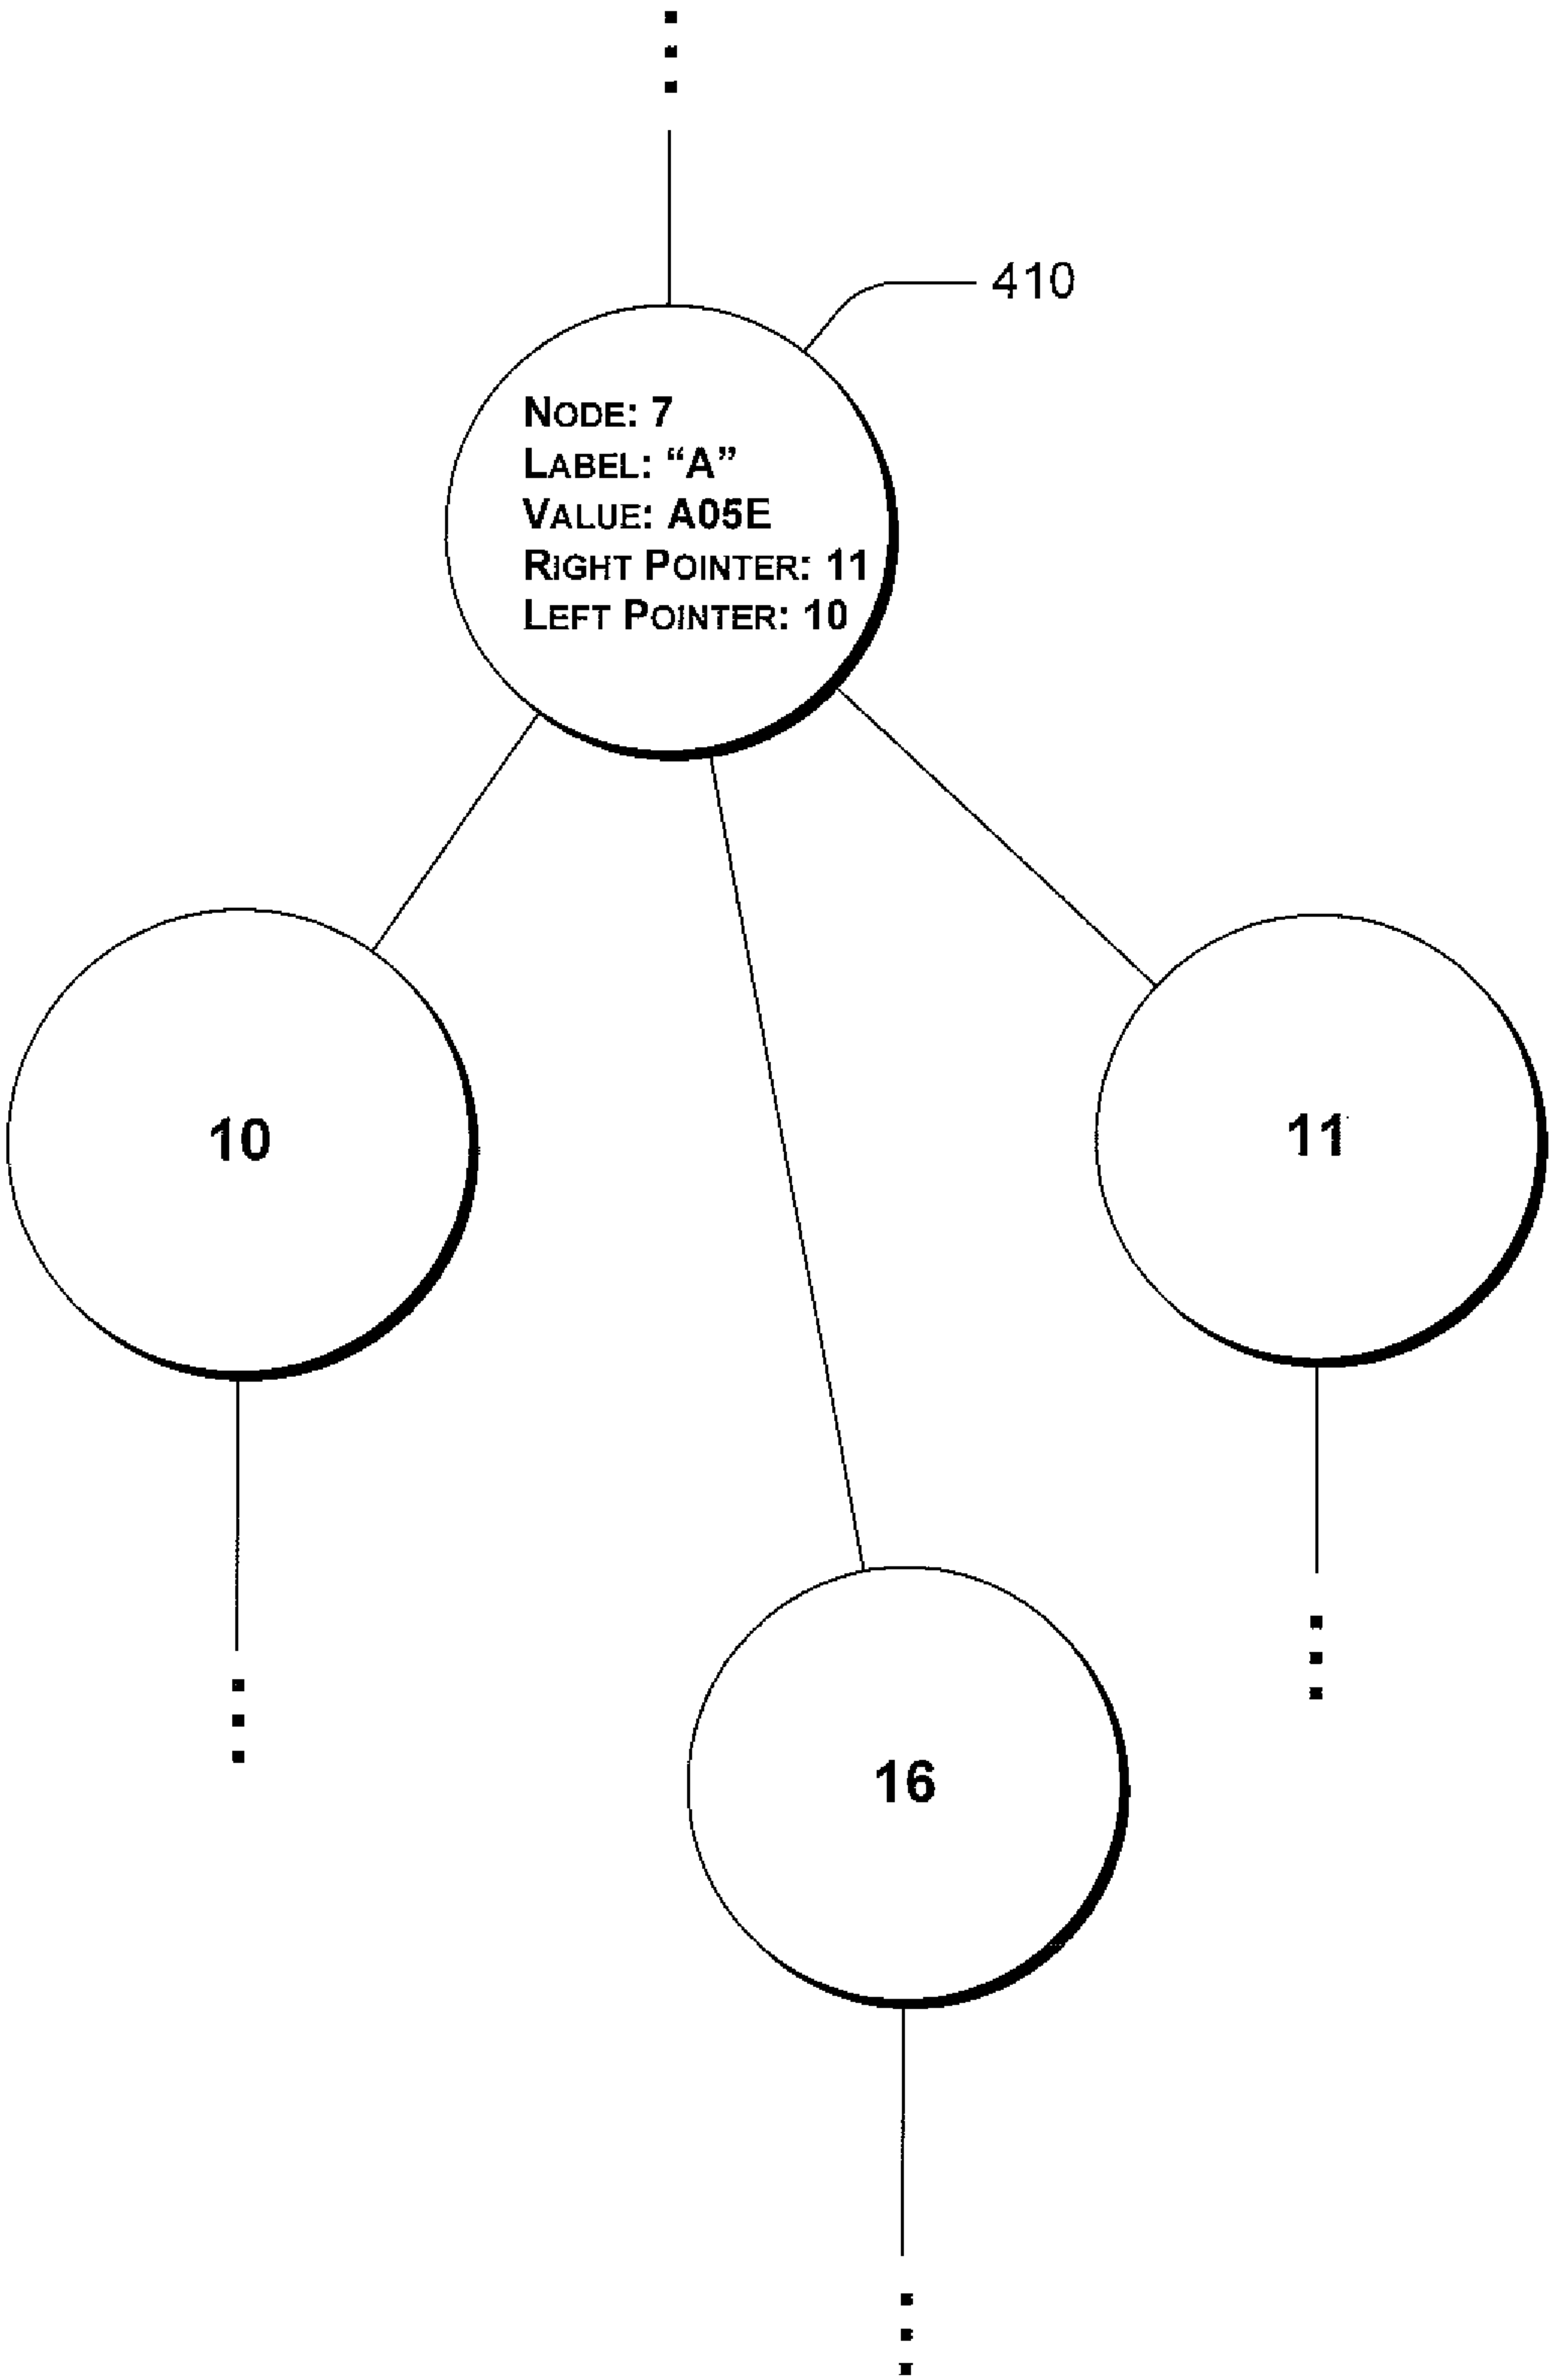 410
NODE: 7
LABEL: “A”
VALUE: A05E
RIGHT POINTER: 11
LEFT POINTER: 10
10
11
16